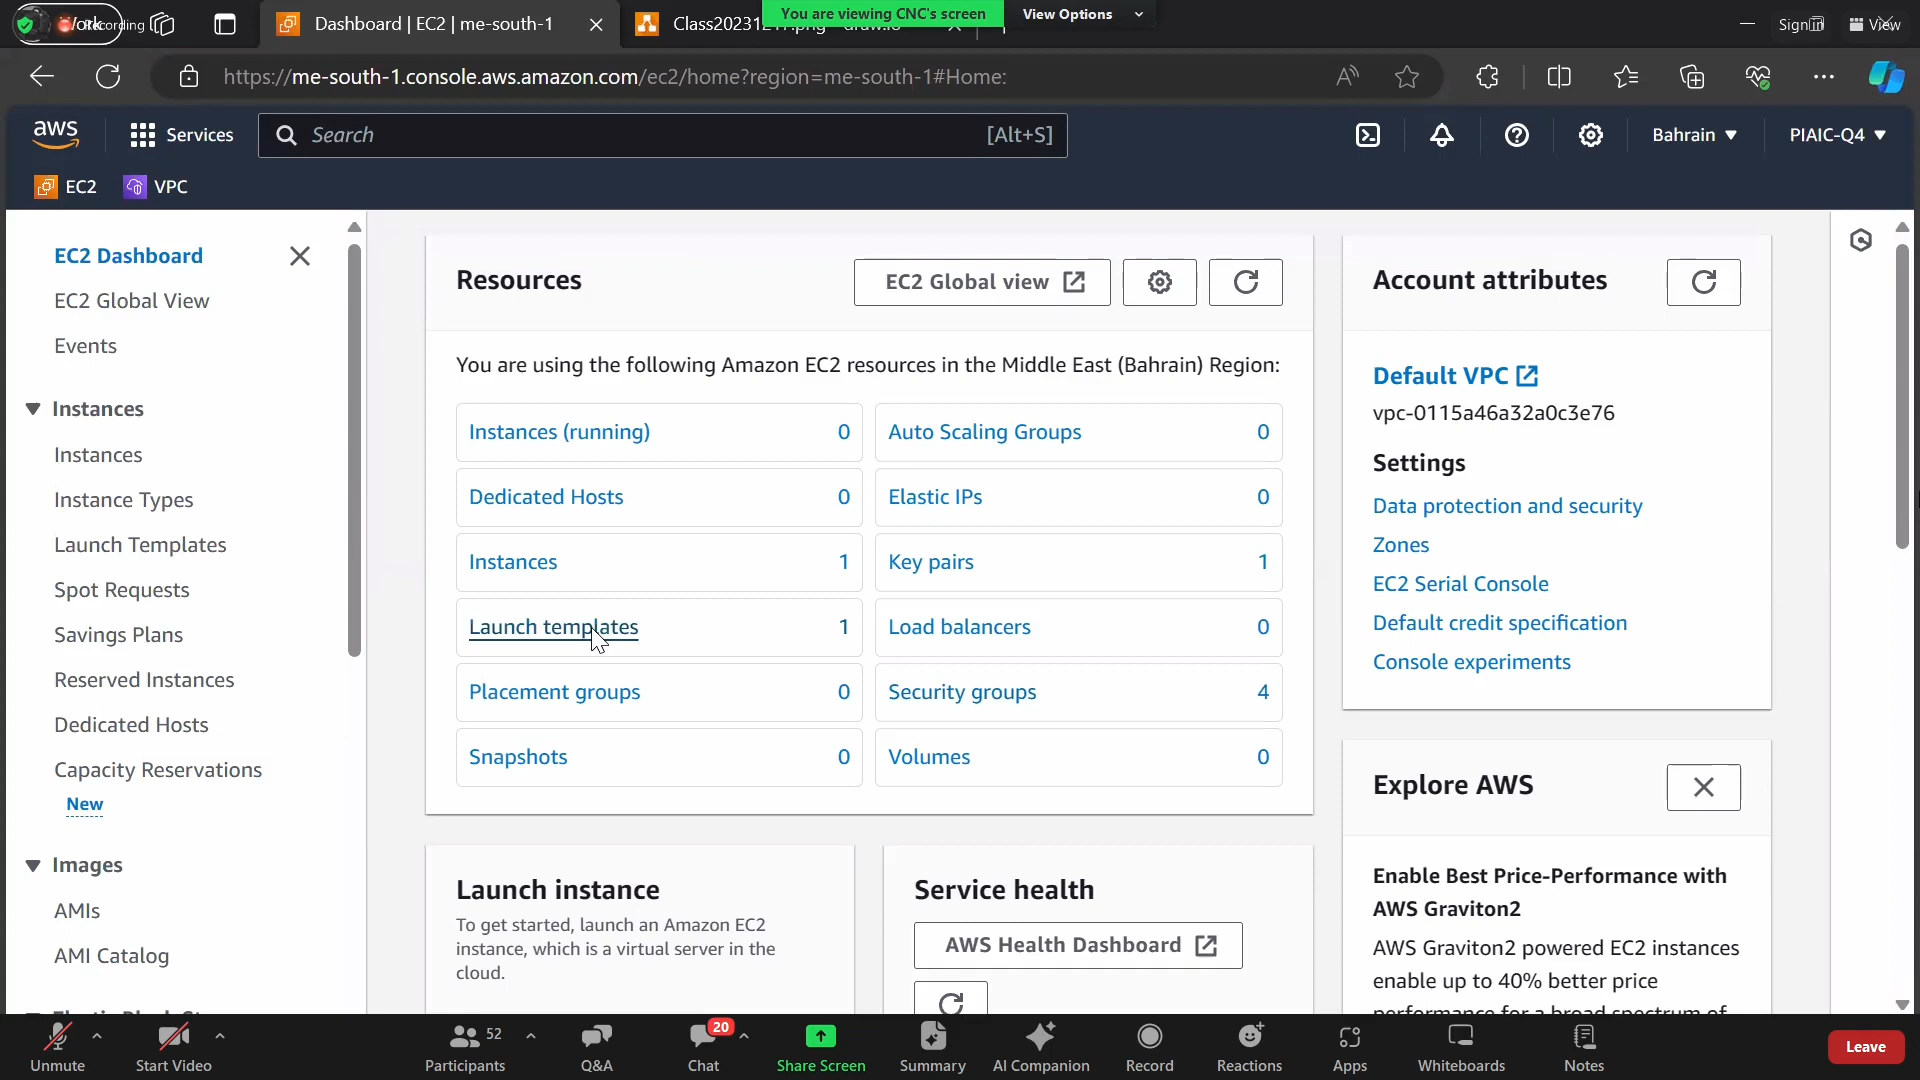 Work
Recording
Dashboard | EC2 | me-south-1
You are viewing CNC's screen
View Options
Sign in
View
https://me-south-1.console.aws.amazon.com/ec2/home?region=me-south-1#Home:
aws
Services
Search
[Alt+S]
Bahrain
PIAIC-Q4
EC2
VPC
EC2 Dashboard
EC2 Global View
Events
Instances
Instances
Instance Types
Launch Templates
Spot Requests
Savings Plans
Reserved Instances
Dedicated Hosts
Capacity Reservations
New
Images
AMIs
AMI Catalog
Resources
EC2 Global view
You are using the following Amazon EC2 resources in the Middle East (Bahrain) Region:
Instances (running) 0
Auto Scaling Groups 0
Dedicated Hosts 0
Elastic IPs 0
Instances 1
Key pairs 1
Launch templates 1
Load balancers 0
Placement groups 0
Security groups 4
Snapshots 0
Volumes 0
Launch instance
To get started, launch an Amazon EC2
instance, which is a virtual server in the
cloud.
Service health
AWS Health Dashboard
Account attributes
Default VPC
vpc-0115a46a32a0c3e76
Settings
Data protection and security
Zones
EC2 Serial Console
Default credit specification
Console experiments
Explore AWS
Enable Best Price-Performance with
AWS Graviton2
AWS Graviton2 powered EC2 instances
enable up to 40% better price
performance for a broad spectrum of
Unmute
Start Video
52
Participants
Q&A
20
Chat
Share Screen
Summary
AI Companion
Record
Reactions
Apps
Whiteboards
Notes
Leave